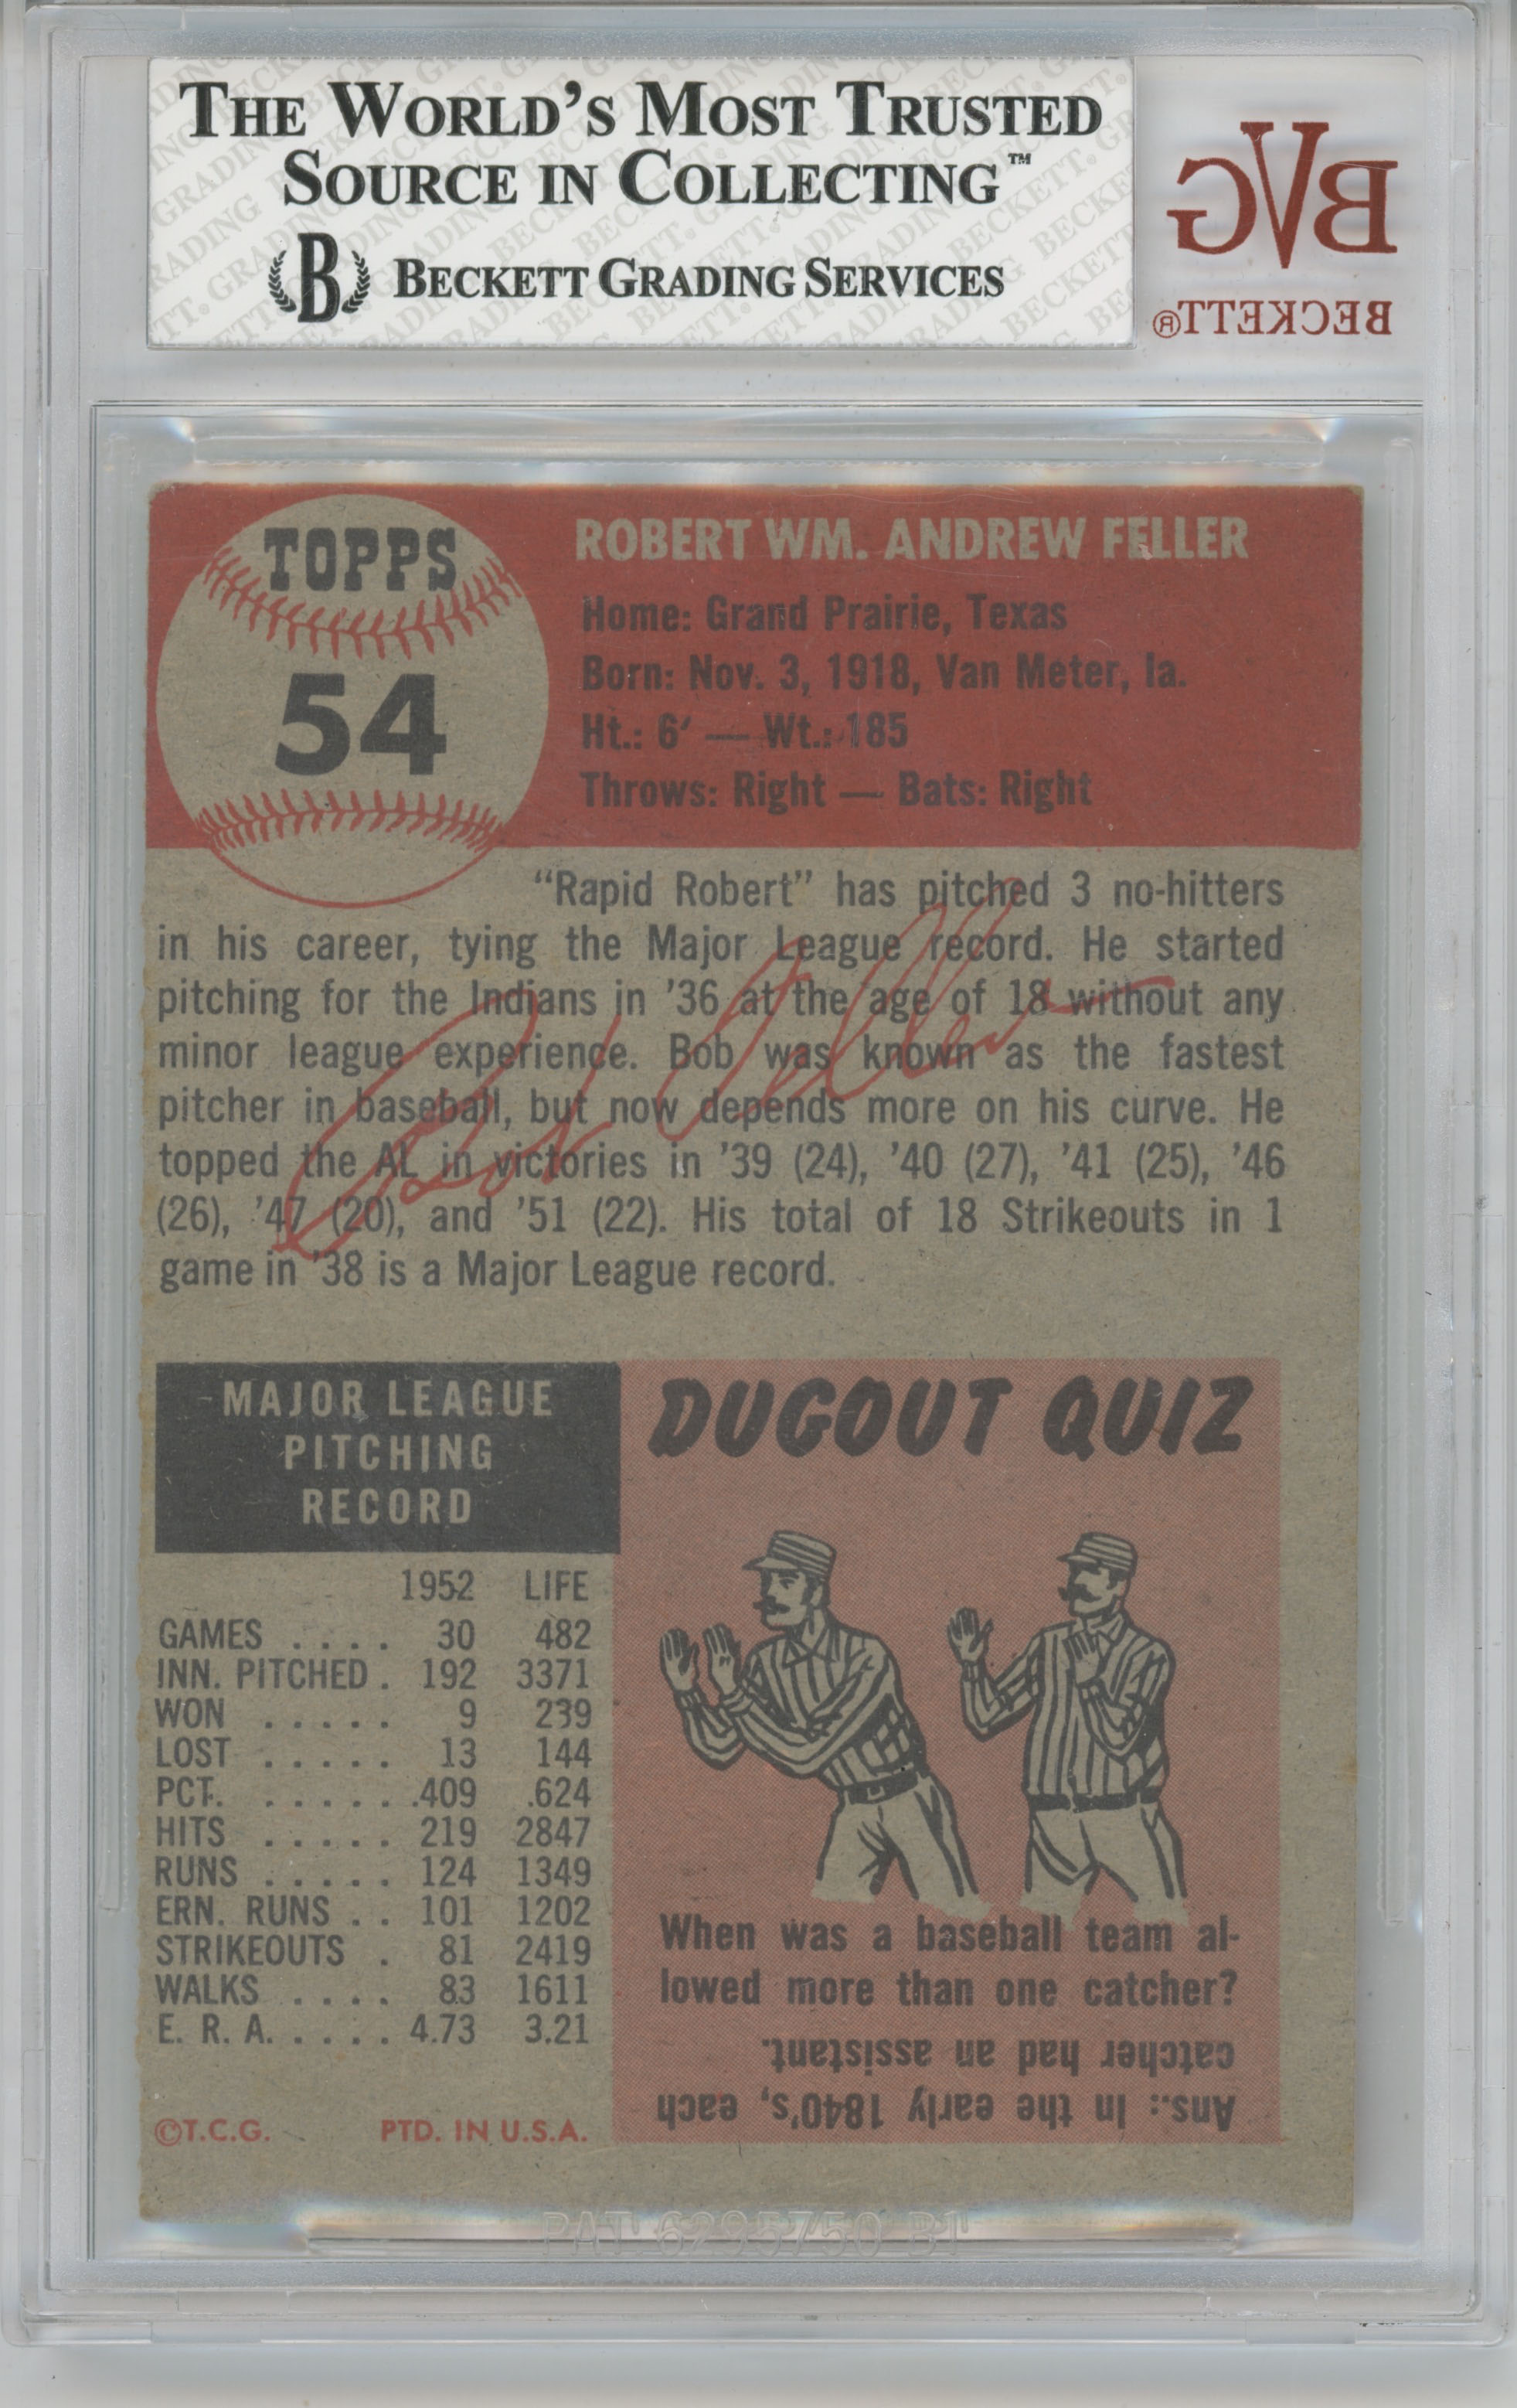 THE WORLD'S MOST TRUSTED
SOURCE IN COLLECTING™
B BECKETT GRADING SERVICES
BVG
BECKETT®
TOPPS
54
ROBERT WM. ANDREW FELLER
Home: Grand Prairie, Texas
Born: Nov. 3, 1918, Van Meter, Ia.
Ht.: 6′ — Wt.: 185
Throws: Right — Bats: Right
"Rapid Robert" has pitched 3 no-hitters
in his career, tying the Major League record. He started
pitching for the Indians in '36 at the age of 18 without any
minor league experience. Bob was known as the fastest
pitcher in baseball, but now depends more on his curve. He
topped the AL in victories in '39 (24), '40 (27), '41 (25), '46
(26), '47 (20), and '51 (22). His total of 18 Strikeouts in 1
game in '38 is a Major League record.
Bob Feller
MAJOR LEAGUE
PITCHING
RECORD
1952 LIFE
GAMES .... 30 482
INN. PITCHED . 192 3371
WON ..... 9 239
LOST ..... 13 144
PCT. ...... .409 .624
HITS ..... 219 2847
RUNS ..... 124 1349
ERN. RUNS .. 101 1202
STRIKEOUTS . 81 2419
WALKS .... 83 1611
E. R. A. ..... 4.73 3.21
©T.C.G. PTD. IN U.S.A.
DUGOUT QUIZ
When was a baseball team al-
lowed more than one catcher?
Ans.: In the early 1840's, each
catcher had an assistant.
PAT. 6295750 B1